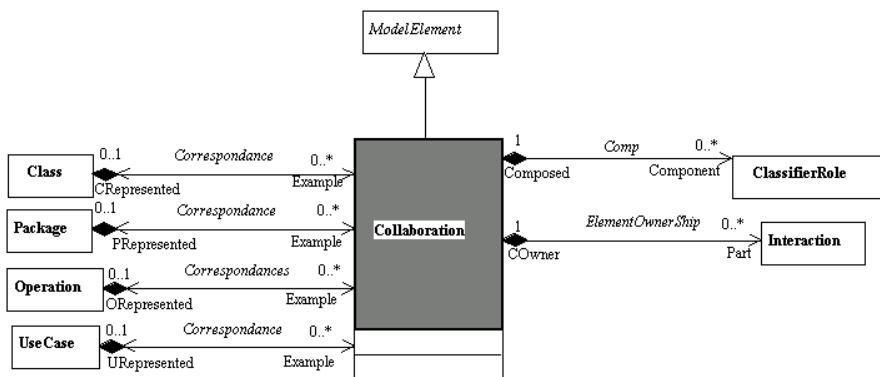 ModelElement
0..1 Correspondance 0..*
Class
CRepresented Example
0..1 Correspondance 0..*
Package
PRepresented Example
0..1 Correspondances 0..*
Operation
ORepresented Example
0..1 Correspondance 0..*
UseCase
URepresented Example
Collaboration
1 Comp 0..*
Composed Component
ClassifierRole
1 ElementOwnerShip 0..*
COwner Part
Interaction